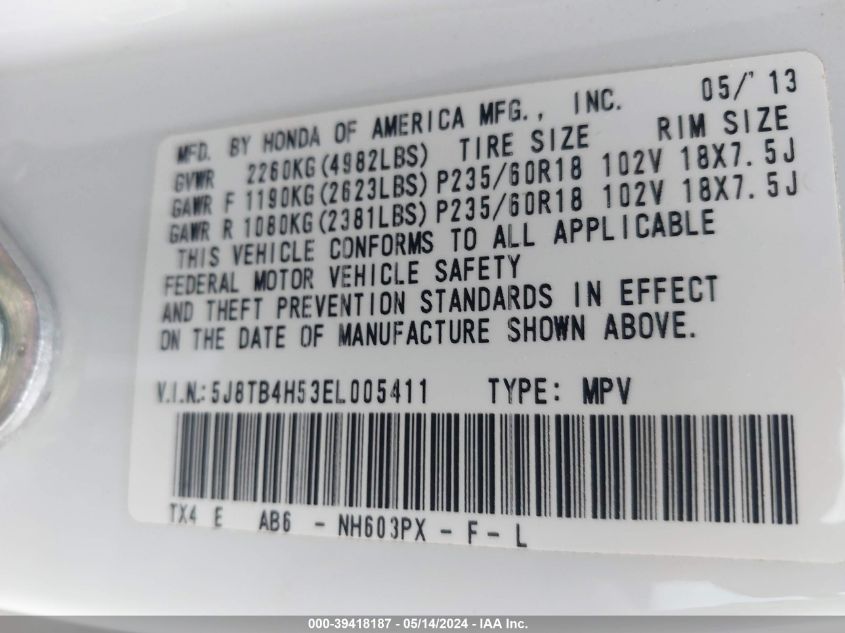 MFD. BY HONDA OF AMERICA MFG., INC. 05/'13
GVWR 2260KG(4982LBS) TIRE SIZE RIM SIZE
GAWR F 1190KG(2623LBS) P235/60R18 102V 18X7.5J
GAWR R 1080KG(2381LBS) P235/60R18 102V 18X7.5J
THIS VEHICLE CONFORMS TO ALL APPLICABLE
FEDERAL MOTOR VEHICLE SAFETY
AND THEFT PREVENTION STANDARDS IN EFFECT
ON THE DATE OF MANUFACTURE SHOWN ABOVE.
V.I.N.: 5J8TB4H53EL005411 TYPE: MPV
TX4 E AB6 - NH603PX - F - L
000-39418187 - 05/14/2024 - IAA Inc.